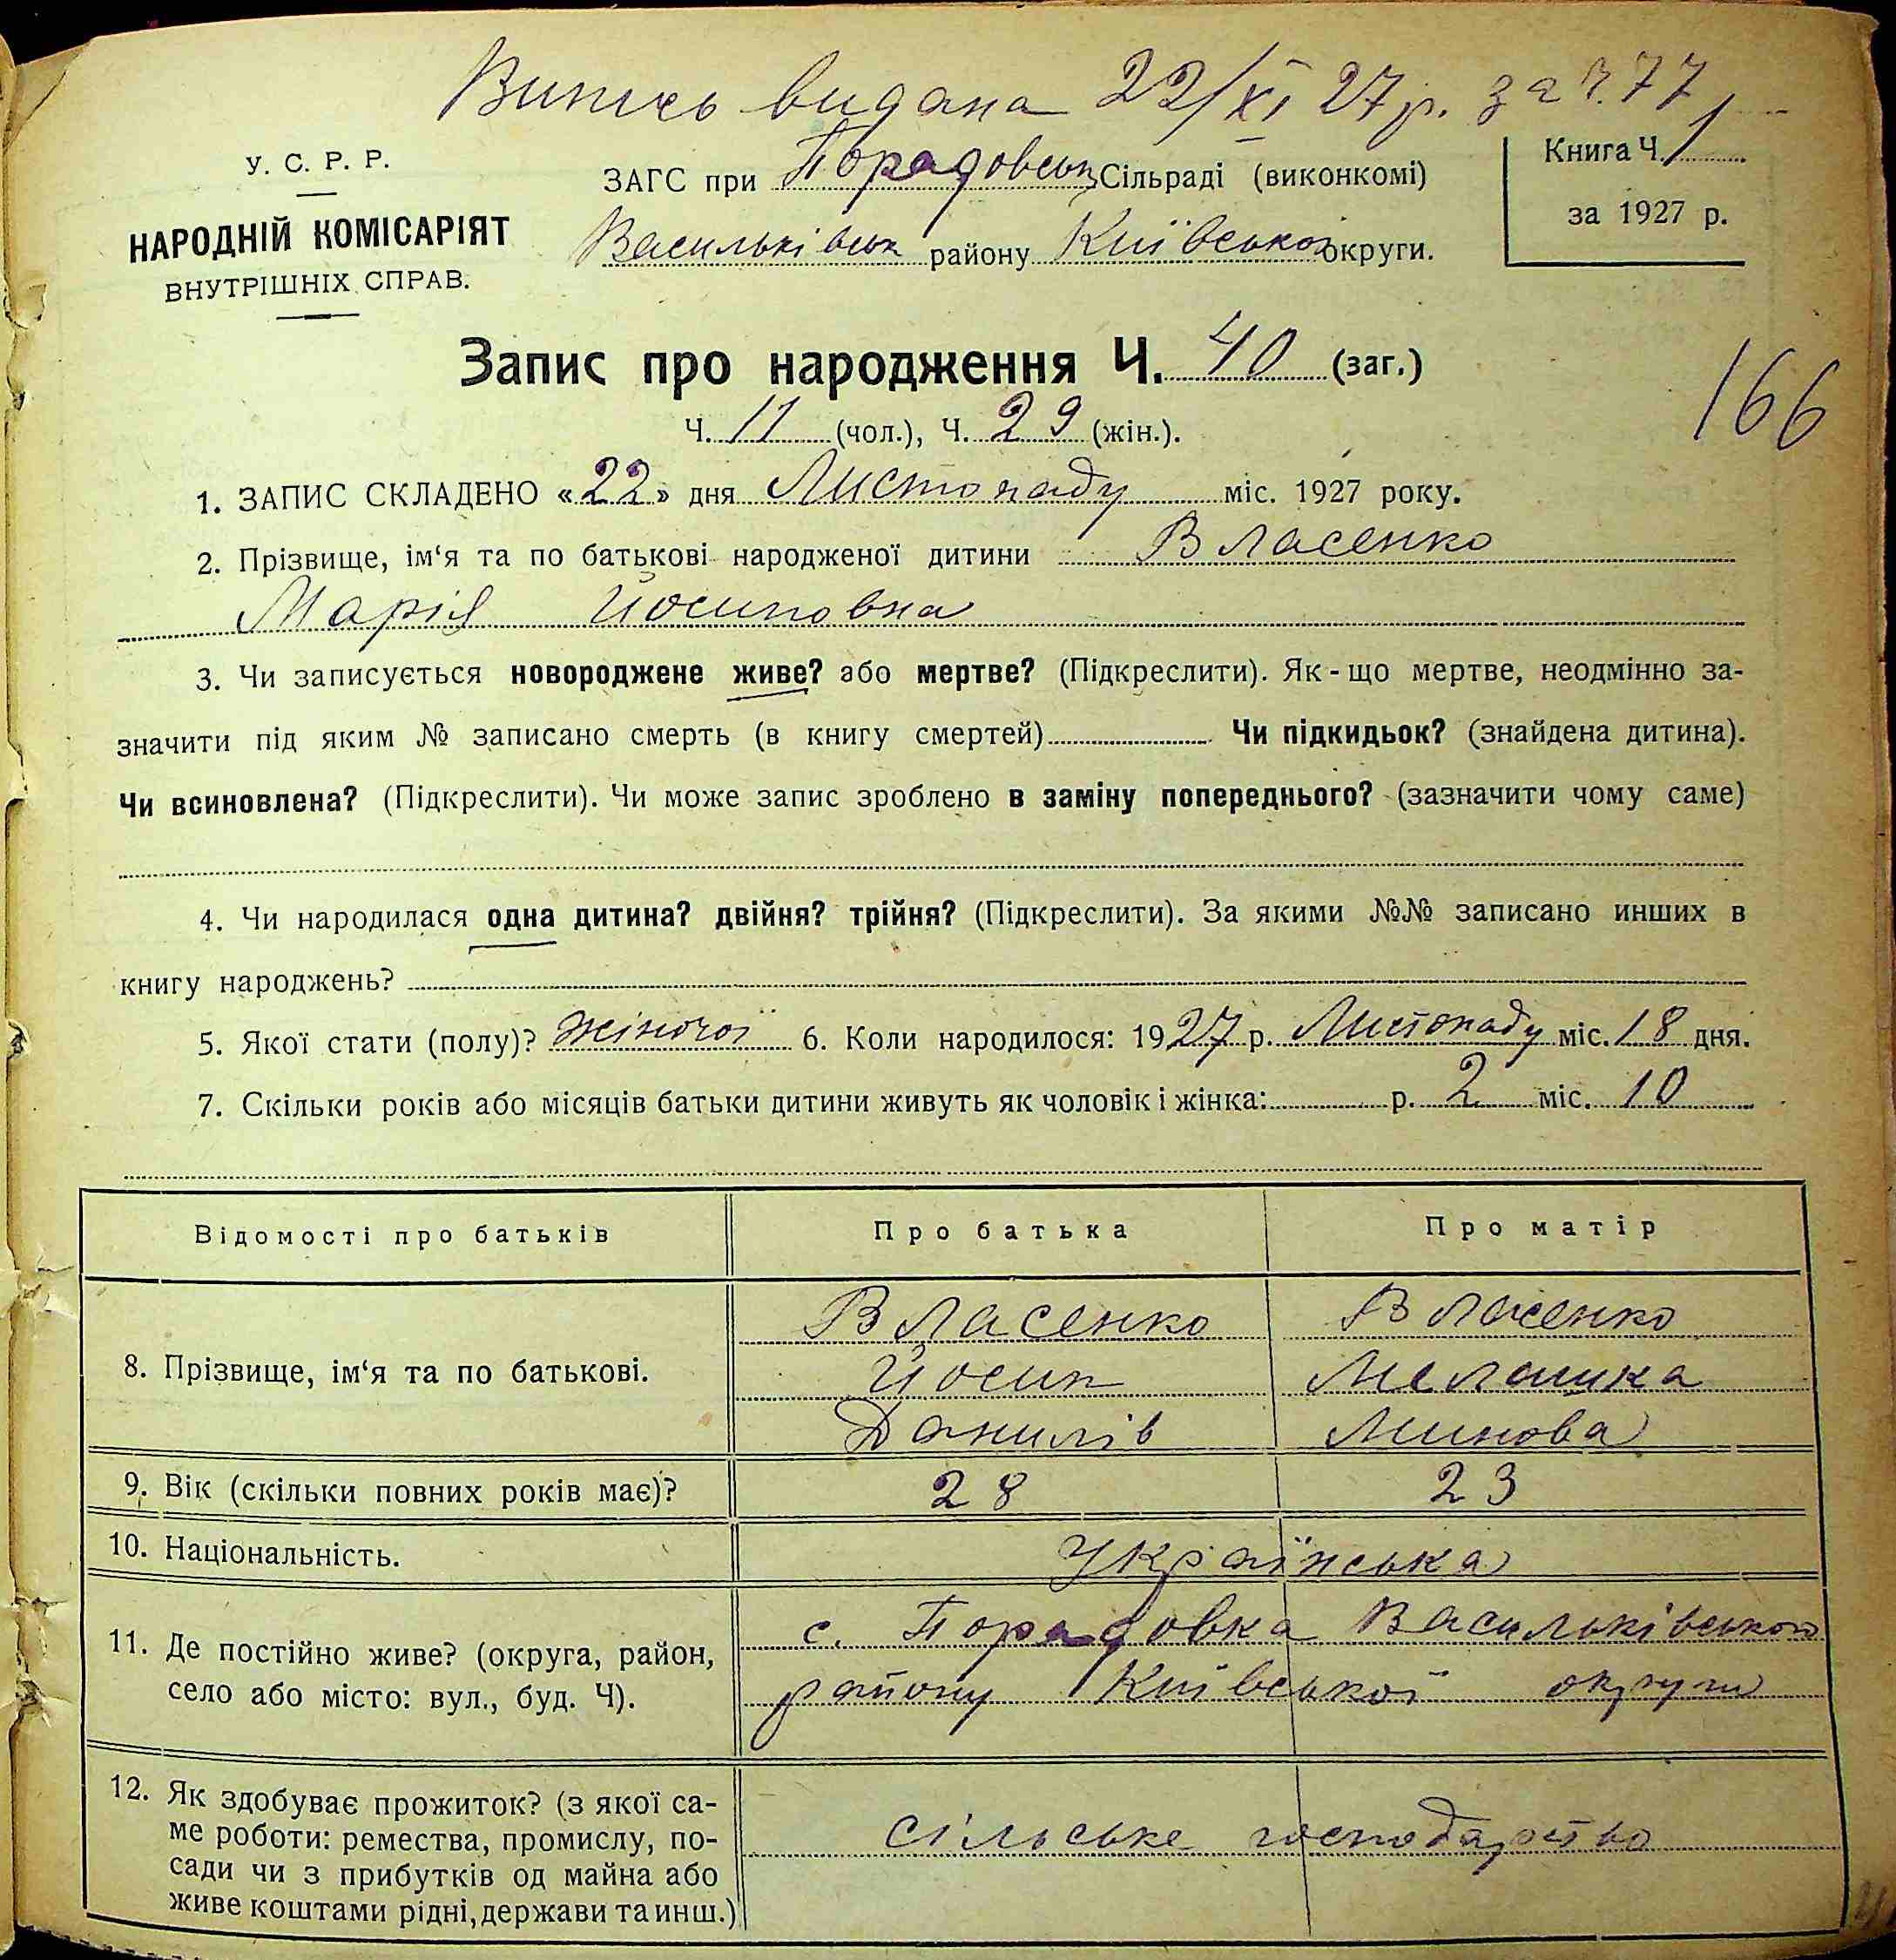 Витись видана 22/XI 27 р. за Ч. 77
У. С. Р. Р.
НАРОДНІЙ КОМІСАРІЯТ
ВНУТРІШНІХ СПРАВ.
ЗАГС при Порадовськ Сільраді (виконкомі)
Васильківськ району Київської округи.
Книга Ч. 1
за 1927 р.
Запис про народження Ч. 40 (заг.)
166
Ч. 11 (чол.), Ч. 29 (жін.).
1. ЗАПИС СКЛАДЕНО «22» дня Листопаду міс. 1927 року.
2. Прізвище, ім‘я та по батькові народженої дитини Власенко
Марія Йосиповна
3. Чи записується новороджене живе? або мертве? (Підкреслити). Як-що мертве, неодмінно за-
значити під яким № записано смерть (в книгу смертей) Чи підкидьок? (знайдена дитина).
Чи всиновлена? (Підкреслити). Чи може запис зроблено в заміну попереднього? (зазначити чому саме)
4. Чи народилася одна дитина? двійня? трійня? (Підкреслити). За якими №№ записано инших в
книгу народжень?
5. Якої стати (полу)? жіночої 6. Коли народилося: 1927 р. Листопаду міс. 18 дня.
7. Скільки років або місяців батьки дитини живуть як чоловік і жінка: р. 2 міс. 10
Відомості про батьків Про батька Про матір
8. Прізвище, ім‘я та по батькові.
Власенко
Йосип
Данилів
Власенко
Мелашка
Минова
9. Вік (скільки повних років має)? 28 23
10. Національність. Українська
11. Де постійно живе? (округа, район,
село або місто: вул., буд. Ч).
с. Порадовка Васильківського
району Київської округи
12. Як здобуває прожиток? (з якої са-
ме роботи: ремества, промислу, по-
сади чи з прибутків од майна або
живе коштами рідні, держави та инш.)
сільське господарство